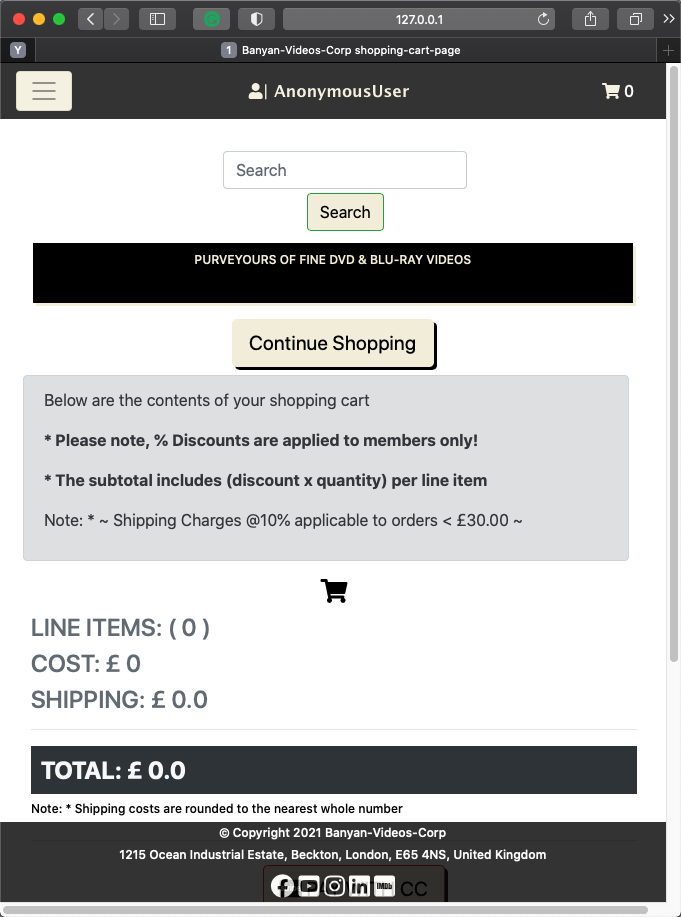 127.0.0.1
Y
1 Banyan-Videos-Corp shopping-cart-page
| AnonymousUser
0
Search
Search
PURVEYOURS OF FINE DVD & BLU-RAY VIDEOS
Continue Shopping
Below are the contents of your shopping cart
* Please note, % Discounts are applied to members only!
* The subtotal includes (discount x quantity) per line item
Note: * ~ Shipping Charges @10% applicable to orders < £30.00 ~
LINE ITEMS: ( 0 )
COST: £ 0
SHIPPING: £ 0.0
TOTAL: £ 0.0
Note: * Shipping costs are rounded to the nearest whole number
© Copyright 2021 Banyan-Videos-Corp
1215 Ocean Industrial Estate, Beckton, London, E65 4NS, United Kingdom
IMDb CC